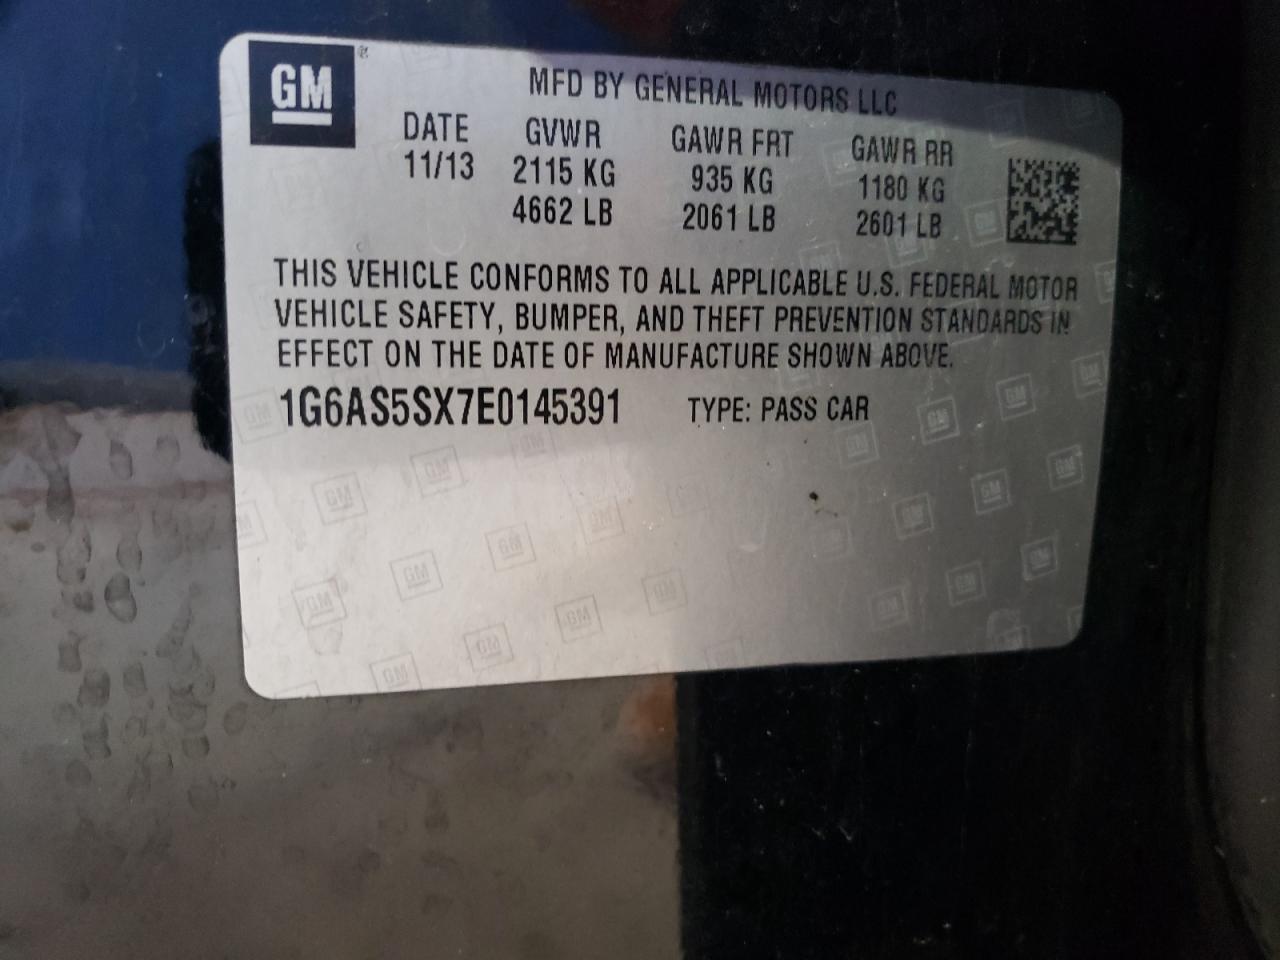 GM
MFD BY GENERAL MOTORS LLC
DATE GVWR GAWR FRT GAWR RR
11/13 2115 KG 935 KG 1180 KG
4662 LB 2061 LB 2601 LB
THIS VEHICLE CONFORMS TO ALL APPLICABLE U.S. FEDERAL MOTOR
VEHICLE SAFETY, BUMPER, AND THEFT PREVENTION STANDARDS IN
EFFECT ON THE DATE OF MANUFACTURE SHOWN ABOVE.
1G6AS5SX7E0145391 TYPE: PASS CAR